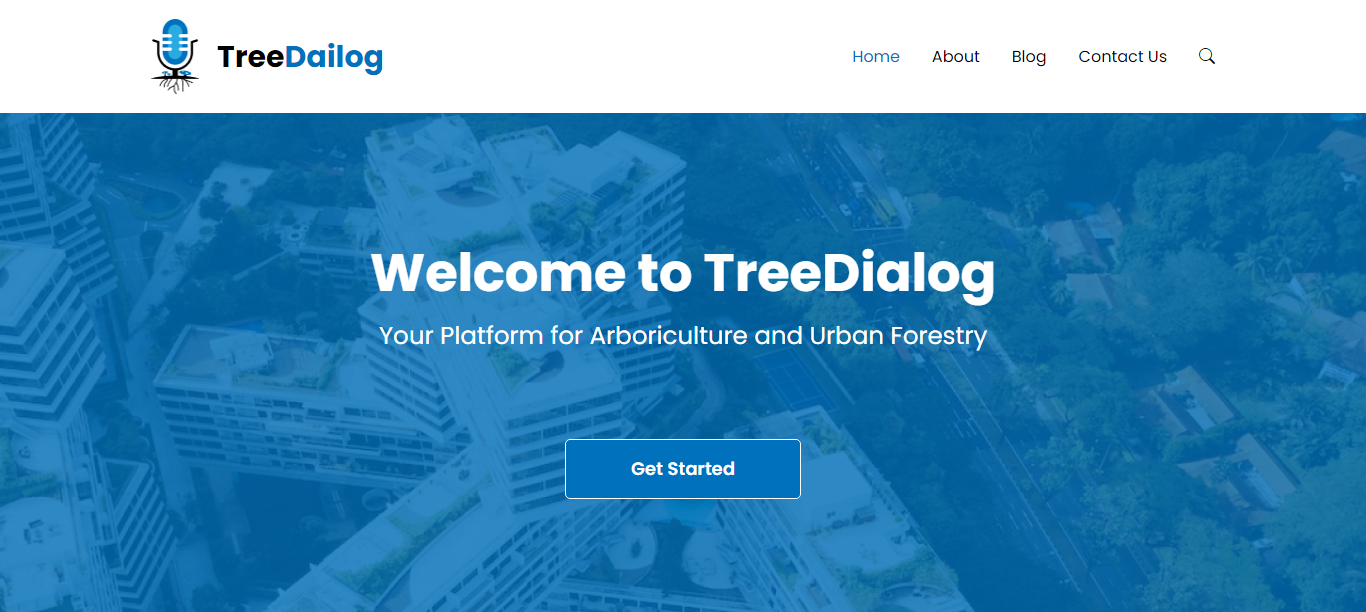 TreeDailog
Home About Blog Contact Us
Welcome to TreeDialog
Your Platform for Arboriculture and Urban Forestry
Get Started